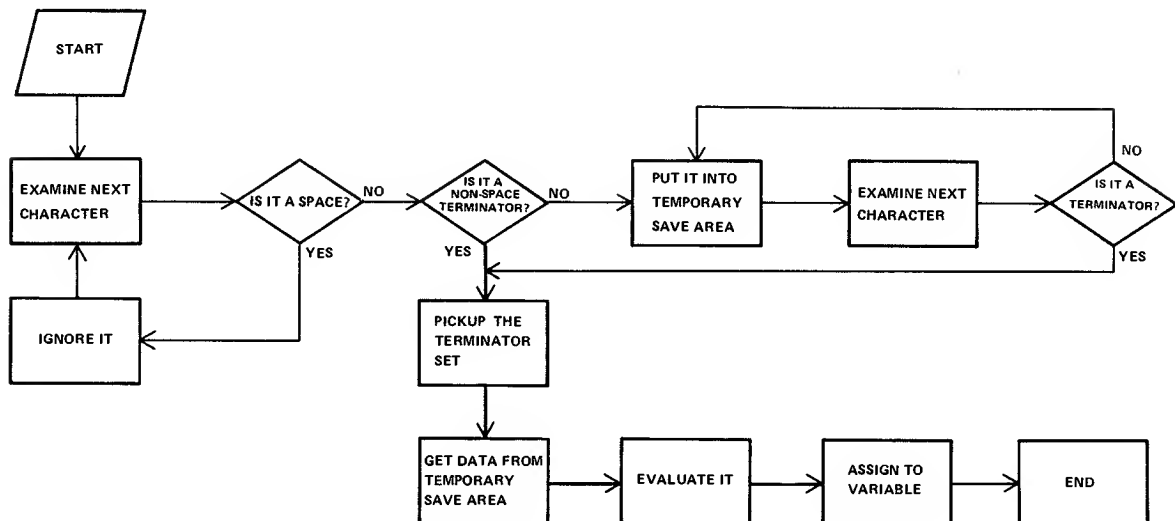 START
EXAMINE NEXT
CHARACTER
IS IT A SPACE?
NO
YES
IGNORE IT
IS IT A
NON-SPACE
TERMINATOR?
NO
YES
PUT IT INTO
TEMPORARY
SAVE AREA
EXAMINE NEXT
CHARACTER
IS IT A
TERMINATOR?
NO
YES
PICKUP THE
TERMINATOR
SET
GET DATA FROM
TEMPORARY
SAVE AREA
EVALUATE IT
ASSIGN TO
VARIABLE
END